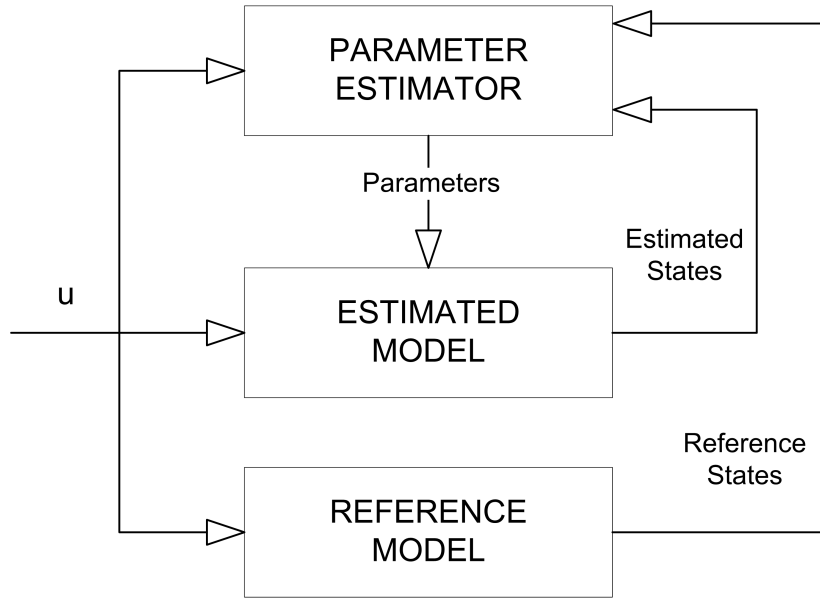 PARAMETER
ESTIMATOR
Parameters
Estimated
States
u
ESTIMATED
MODEL
Reference
States
REFERENCE
MODEL